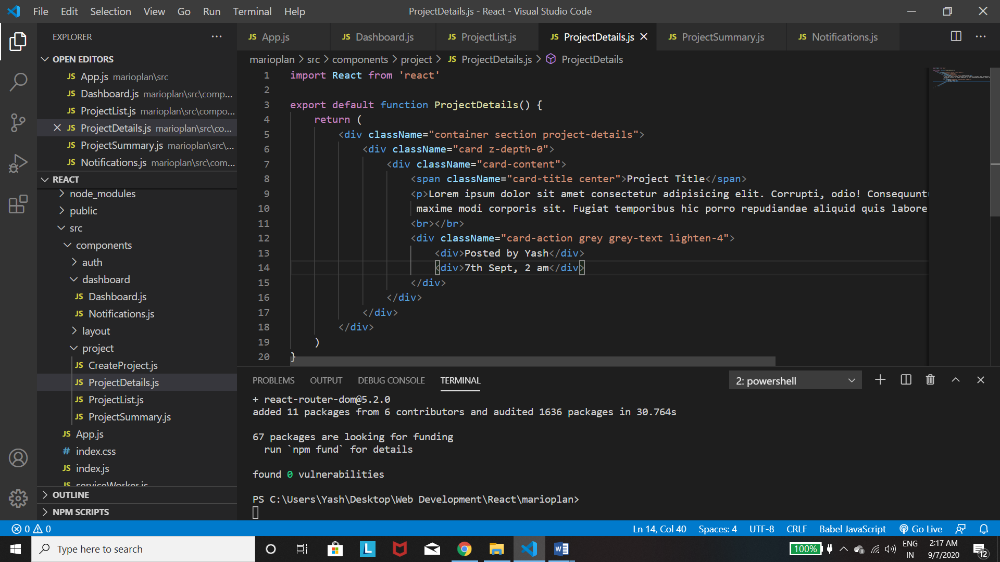 File Edit Selection View Go Run Terminal Help
ProjectDetails.js - React - Visual Studio Code
EXPLORER
OPEN EDITORS
JS App.js marioplan\src
JS Dashboard.js marioplan\src\comp...
JS ProjectList.js marioplan\src\compo...
JS ProjectDetails.js marioplan\src\co...
JS ProjectSummary.js marioplan\src\...
JS Notifications.js marioplan\src\com...
REACT
node_modules
public
src
components
auth
dashboard
JS Dashboard.js
JS Notifications.js
layout
project
JS CreateProject.js
JS ProjectDetails.js
JS ProjectList.js
JS ProjectSummary.js
JS App.js
# index.css
JS index.js
JS serviceWorker.js
OUTLINE
NPM SCRIPTS
JS App.js JS Dashboard.js JS ProjectList.js JS ProjectDetails.js JS ProjectSummary.js JS Notifications.js
marioplan > src > components > project > JS ProjectDetails.js > ProjectDetails
1 import React from 'react'
2
3 export default function ProjectDetails() {
4 return (
5 <div className="container section project-details">
6 <div className="card z-depth-0">
7 <div className="card-content">
8 <span className="card-title center">Project Title</span>
9 <p>Lorem ipsum dolor sit amet consectetur adipisicing elit. Corrupti, odio! Consequunt
10 maxime modi corporis sit. Fugiat temporibus hic porro repudiandae aliquid quis labore
11 <br></br>
12 <div className="card-action grey grey-text lighten-4">
13 <div>Posted by Yash</div>
14 <div>7th Sept, 2 am</div>
15 </div>
16 </div>
17 </div>
18 </div>
19 )
20 }
PROBLEMS OUTPUT DEBUG CONSOLE TERMINAL
2: powershell
+ react-router-dom@5.2.0
added 11 packages from 6 contributors and audited 1636 packages in 30.764s
67 packages are looking for funding
run `npm fund` for details
found 0 vulnerabilities
PS C:\Users\Yash\Desktop\Web Development\React\marioplan>
0 0
Ln 14, Col 40 Spaces: 4 UTF-8 CRLF Babel JavaScript Go Live
Type here to search
L
W
100%
ENG
IN
2:17 AM
9/7/2020
12